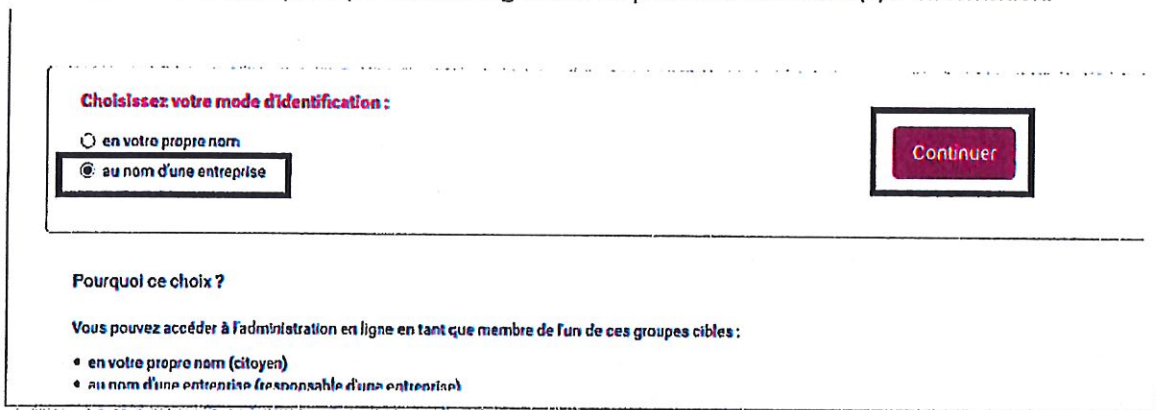 Choisissez votre mode d'identification :
en votre propre nom
au nom d'une entreprise
Continuer
Pourquoi ce choix ?
Vous pouvez accéder à l'administration en ligne en tant que membre de l'un de ces groupes cibles :
• en votre propre nom (citoyen)
• au nom d'une entreprise (responsable d'une entreprise)